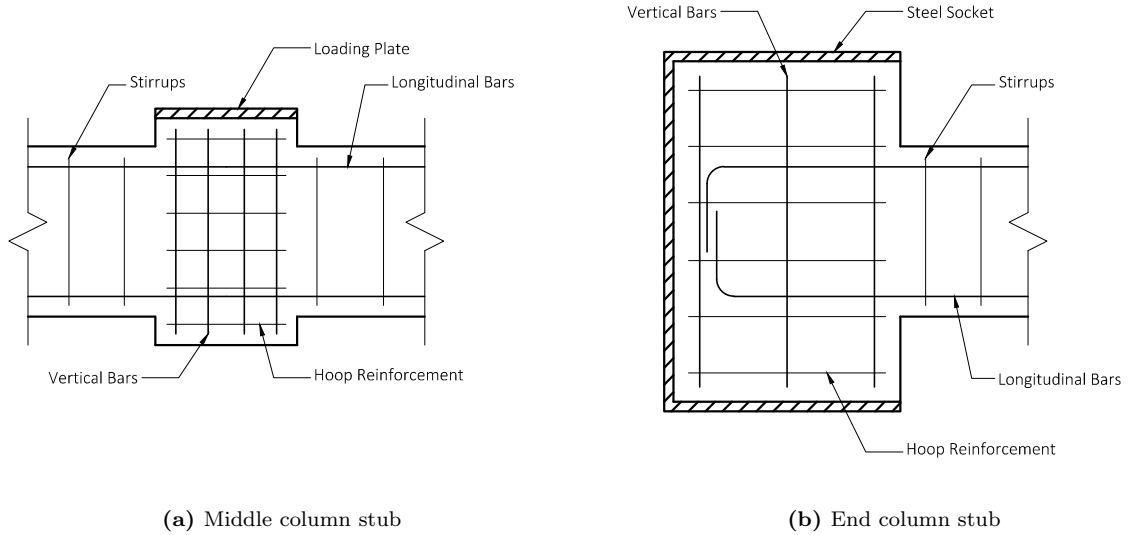 Loading Plate
Stirrups
Longitudinal Bars
Vertical Bars
Hoop Reinforcement
(a) Middle column stub
Vertical Bars
Steel Socket
Stirrups
Longitudinal Bars
Hoop Reinforcement
(b) End column stub